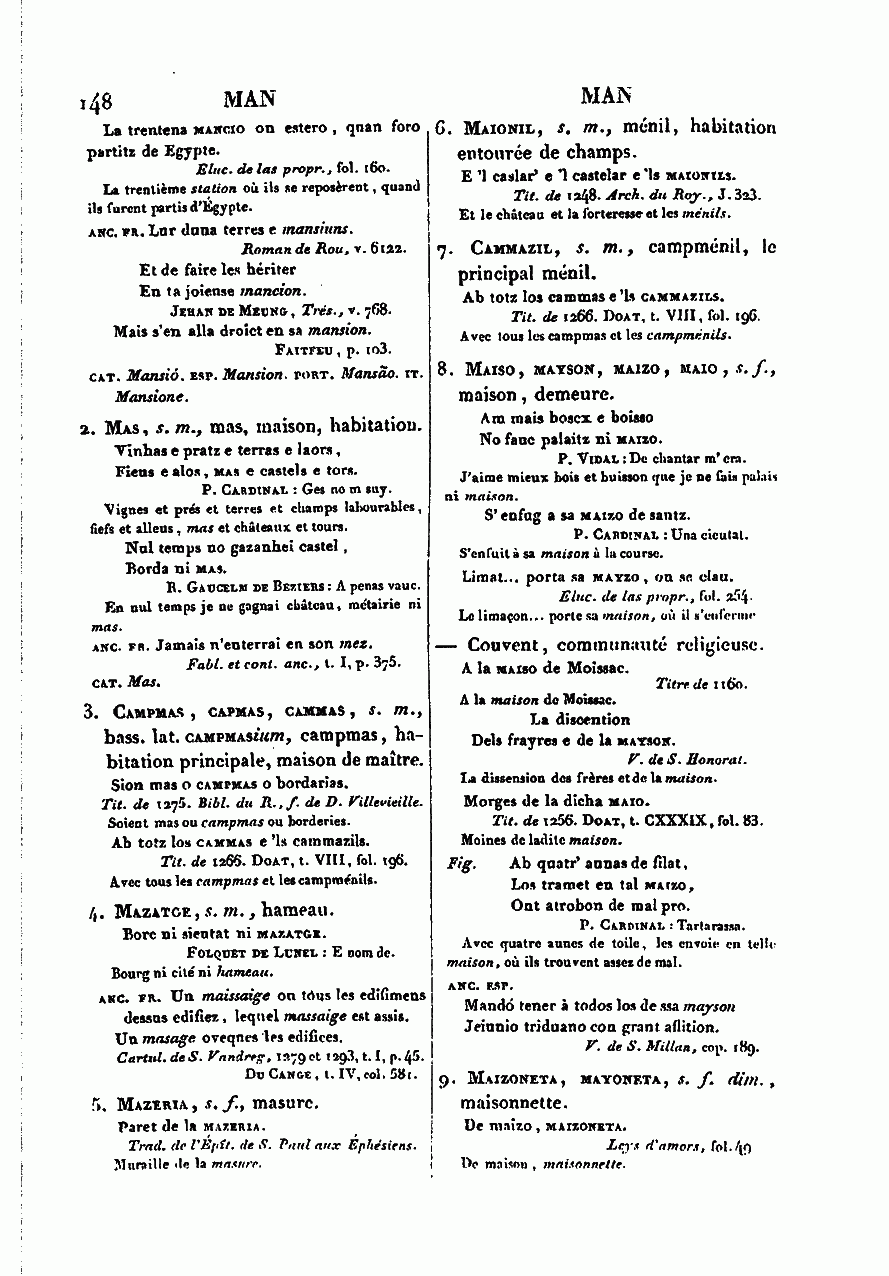 148 MAN MAN
La trentena MANCIO on estero, quan foro
partitz de Egypte.
Eluc. de las propr., fol. 160.
La trentième station où ils se reposèrent, quand
ils furent partis d'Égypte.
ANC. FR. Lur dona terres e mansiuns.
Roman de Rou, v. 6122.
Et de faire les hériter
En ta joiense mancion.
JEHAN DE MEUNG, Trés., v. 768.
Mais s'en alla droict en sa mansion.
FAITFEU, p. 103.
CAT. Mansió. ESP. Mansion. PORT. Mansão. IT.
Mansione.
2. MAS, s. m., mas, maison, habitation.
Vinhas e pratz e terras e laors,
Fieus e alos, MAS e castels e tors.
P. CARDINAL : Ges no m suy.
Vignes et prés et terres et champs labourables,
fiefs et alleus, mas et châteaux et tours.
Nul temps no gazanhei castel,
Borda ni MAS.
R. GAUCELM DE BEZIERS : A penas vauc.
En nul temps je ne gagnai château, métairie ni
mas.
ANC. FR. Jamais n'enterrai en son mez.
Fabl. et cont. anc., t. I, p. 375.
CAT. Mas.
3. CAMPMAS, CAPMAS, CAMMAS, s. m.,
bass. lat. CAMPMASium, campmas, ha-
bitation principale, maison de maître.
Sion mas o CAMPMAS o bordarias.
Tit. de 1275. Bibl. du R., f. de D. Villevieille.
Soient mas ou campmas ou borderies.
Ab totz los CAMMAS e 'ls cammazils.
Tit. de 1266. DOAT, t. VIII, fol. 196.
Avec tous les campmas et les campménils.
4. MAZATGE, s. m., hameau.
Borc ni sieutat ni MAZATGE.
FOLQUET DE LUNEL : E nom de.
Bourg ni cité ni hameau.
ANC. FR. Un maissaige on tous les edifimens
dessus edifiez, lequel massaige est assis.
Un masage oveqnes les edifices.
Cartul. de S. Vandreg, 1279 et 1293, t. I, p. 45.
DU CANGE, t. IV, col. 581.
5. MAZERIA, s. f., masure.
Paret de la MAZERIA.
Trad. de l'Épît. de S. Paul aux Éphésiens.
Muraille de la masure.
6. MAIONIL, s. m., ménil, habitation
entourée de champs.
E 'l caslar' e 'l castelar e 'ls MAIONILS.
Tit. de 1248. Arch. du Roy., J. 323.
Et le château et la forteresse et les ménils.
7. CAMMAZIL, s. m., campménil, le
principal ménil.
Ab totz los cammas e 'ls CAMMAZILS.
Tit. de 1266. DOAT, t. VIII, fol. 196.
Avec tous les campmas et les campménils.
8. MAISO, MAYSON, MAIZO, MAIO, s. f.,
maison, demeure.
Am mais boscx e boisso
No fauc palaitz ni MAIZO.
P. VIDAL : De chantar m'era.
J'aime mieux bois et buisson que je ne fais palais
ni maison.
S'enfug a sa MAIZO de sautz.
P. CARDINAL : Una cieutat.
S'enfuit à sa maison à la course.
Limat... porta sa MAYZO, on se clau.
Eluc. de las propr., fol. 254.
Le limaçon... porte sa maison, où il s'enferme
— Couvent, communauté religieuse.
A la MAISO de Moissac.
Titre de 1160.
A la maison de Moissac.
La discention
Dels frayres e de la MAYSON.
V. de S. Honorat.
La dissension des frères et de la maison.
Morges de la dicha MAIO.
Tit. de 1256. DOAT, t. CXXXIX, fol. 83.
Moines de ladite maison.
Fig. Ab quatr' aunas de filat,
Los tramet en tal MAIZO,
Ont atrobon de mal pro.
P. CARDINAL : Tartarassa.
Avec quatre aunes de toile, les envoie en telle
maison, où ils trouvent assez de mal.
ANC. ESP.
Mandó tener à todos los de ssa mayson
Jeiunio triduano con grant aflition.
V. de S. Millan, cop. 189.
9. MAIZONETA, MAYONETA, s. f. dim.,
maisonnette.
De maizo, MAIZONETA.
Leys d'amors, fol. 49
De maison, maisonnette.